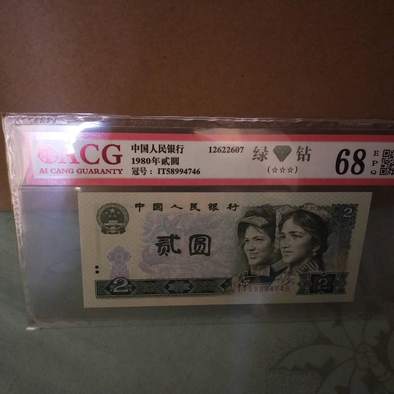 ACG
AI CANG GUARANTY
中国人民银行 12622607
1980年贰圆
冠号： IT58994746
绿 钻
(☆☆☆)
68
EPQ
中国人民银行
贰圆
2
2
2
IT58994746